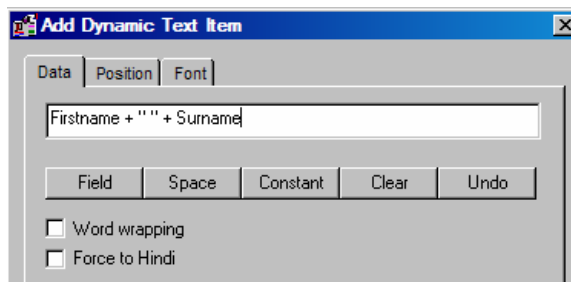 Add Dynamic Text Item
Data Position Font
Firstname + " " + Surname
Field Space Constant Clear Undo
Word wrapping
Force to Hindi